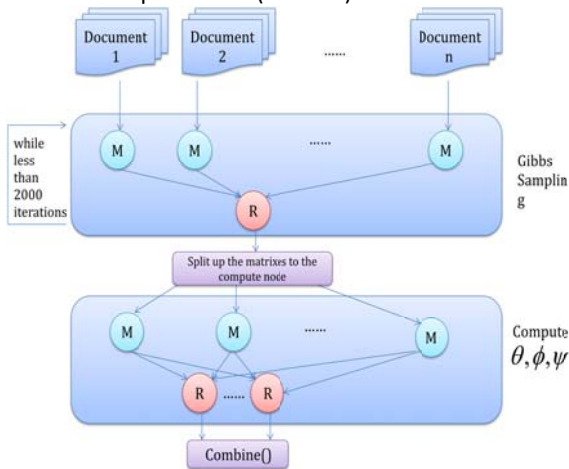 Document
1
Document
2
......
Document
n
while
less
than
2000
iterations
M
M
......
M
R
Gibbs
Samplin
g
Split up the matrixes to the
compute node
M
M
......
M
Compute
θ,ϕ,ψ
R
......
R
Combine()